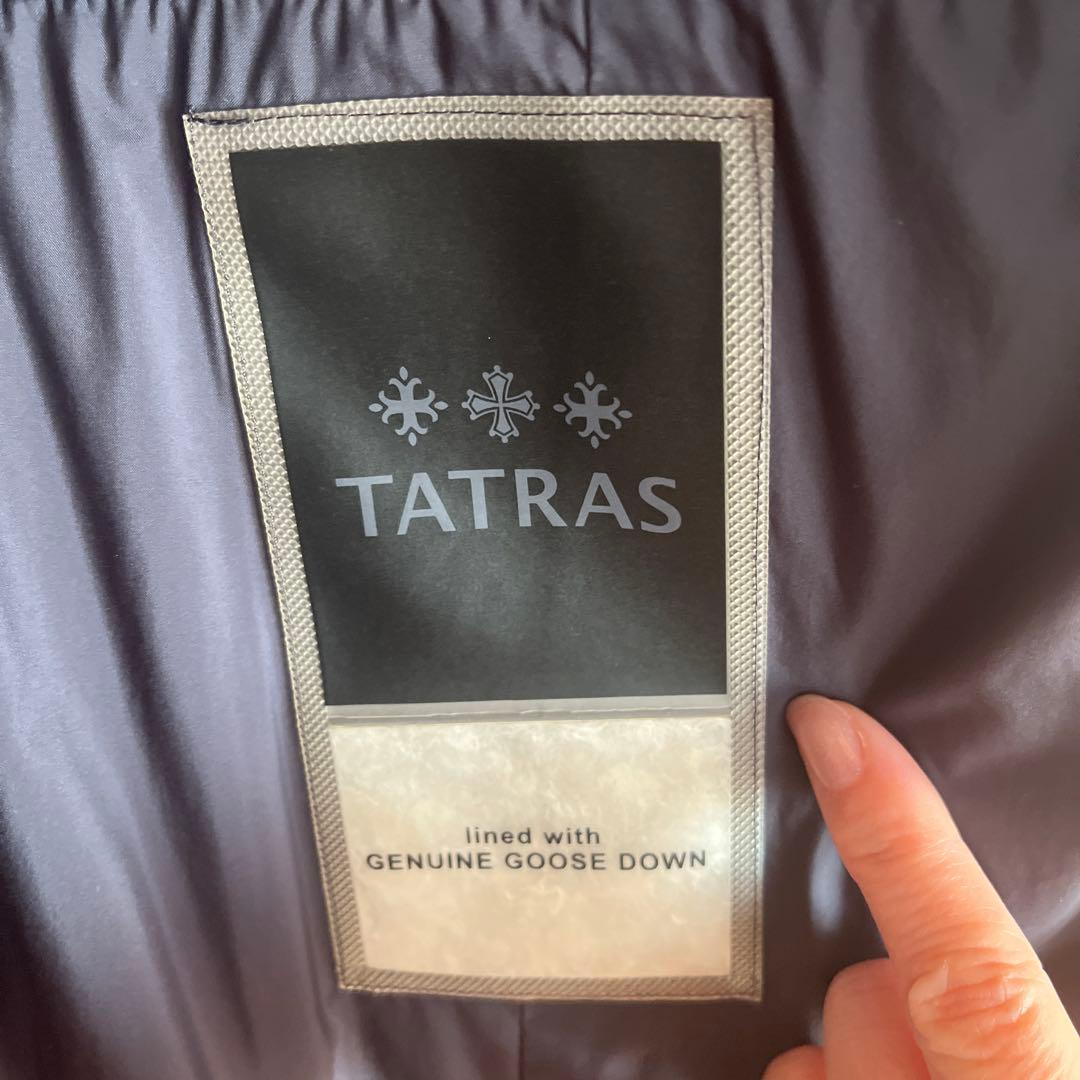 TATRAS
lined with
GENUINE GOOSE DOWN